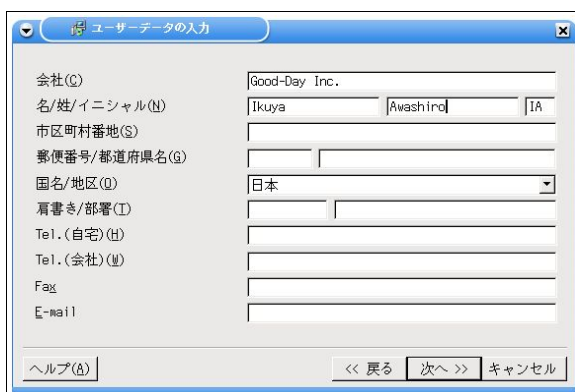 ユーザーデータの入力
会社(C) Good-Day Inc.
名/姓/イニシャル(N) Ikuya Awashiro IA
市区町村番地(S)
郵便番号/都道府県名(G)
国名/地区(O) 日本
肩書き/部署(T)
Tel.(自宅)(H)
Tel.(会社)(W)
Fax
E-mail
ヘルプ(A) << 戻る 次へ >> キャンセル